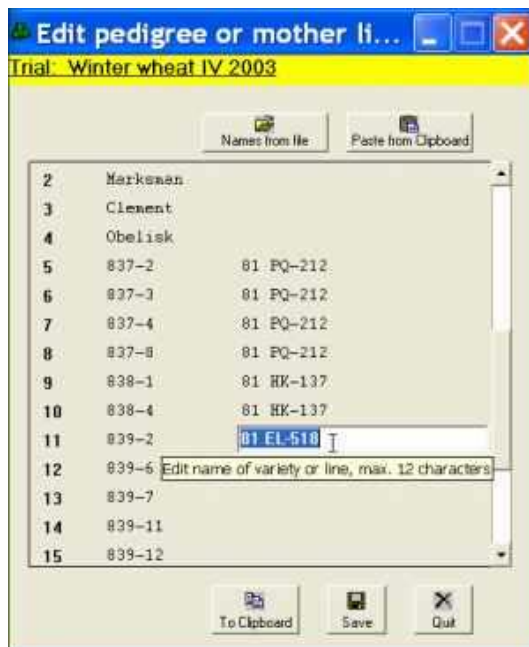 Edit pedigree or mother li...
Trial: Winter wheat IV 2003
Names from file Paste from Clipboard
2 Marksman
3 Clement
4 Obelisk
5 837-2 81 PQ-212
6 837-3 81 PQ-212
7 837-4 81 PQ-212
8 837-8 81 PQ-212
9 838-1 81 HK-137
10 838-4 81 HK-137
11 839-2 81 EL-518
12 839-6 Edit name of variety or line, max. 12 characters
13 839-7
14 839-11
15 839-12
To Clipboard Save Quit